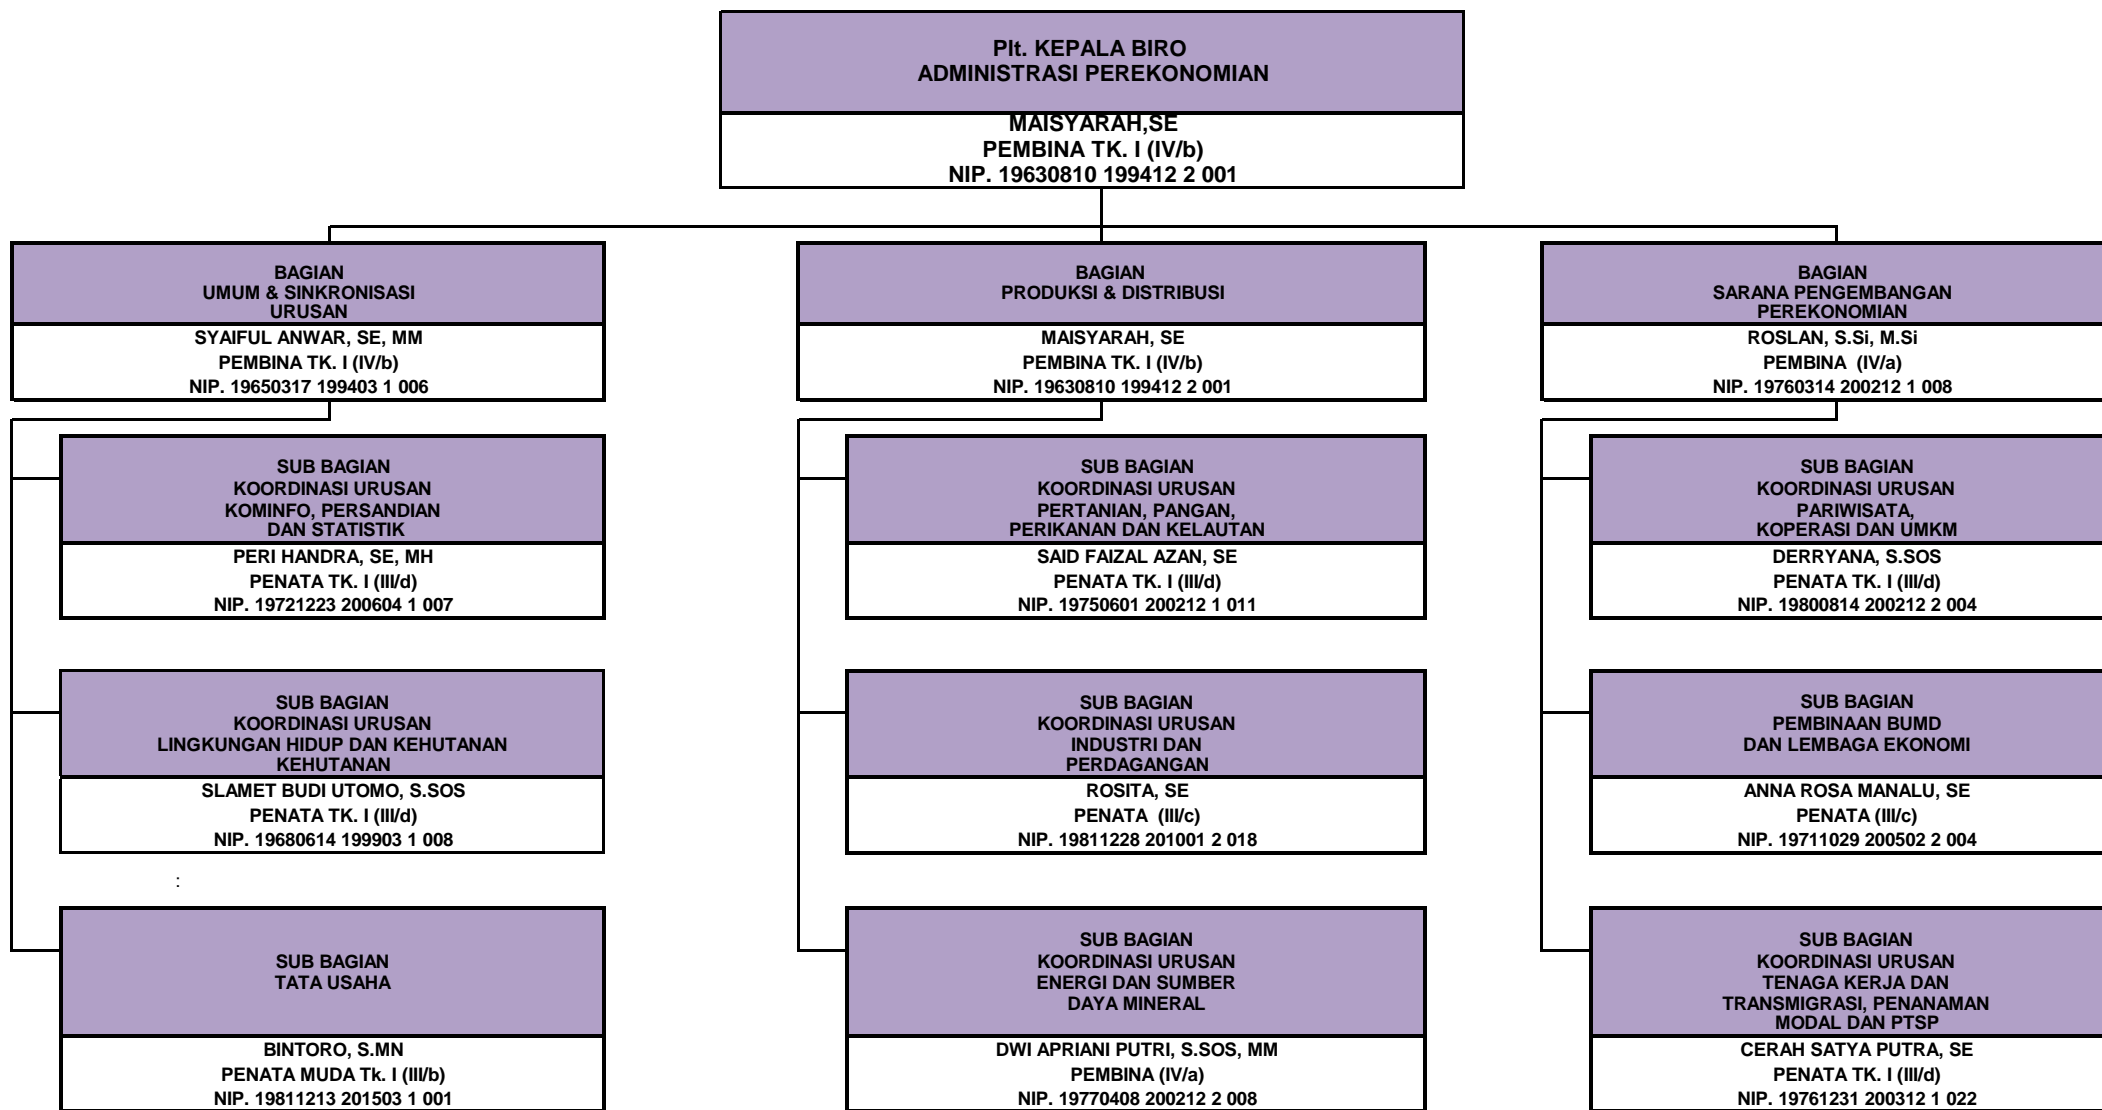 Plt. KEPALA BIRO
ADMINISTRASI PEREKONOMIAN
MAISYARAH,SE
PEMBINA TK. I (IV/b)
NIP. 19630810 199412 2 001
BAGIAN
UMUM & SINKRONISASI
URUSAN
SYAIFUL ANWAR, SE, MM
PEMBINA TK. I (IV/b)
NIP. 19650317 199403 1 006
BAGIAN
PRODUKSI & DISTRIBUSI
MAISYARAH, SE
PEMBINA TK. I (IV/b)
NIP. 19630810 199412 2 001
BAGIAN
SARANA PENGEMBANGAN
PEREKONOMIAN
ROSLAN, S.Si, M.Si
PEMBINA (IV/a)
NIP. 19760314 200212 1 008
SUB BAGIAN
KOORDINASI URUSAN
KOMINFO, PERSANDIAN
DAN STATISTIK
PERI HANDRA, SE, MH
PENATA TK. I (III/d)
NIP. 19721223 200604 1 007
SUB BAGIAN
KOORDINASI URUSAN
PERTANIAN, PANGAN,
PERIKANAN DAN KELAUTAN
SAID FAIZAL AZAN, SE
PENATA TK. I (III/d)
NIP. 19750601 200212 1 011
SUB BAGIAN
KOORDINASI URUSAN
PARIWISATA,
KOPERASI DAN UMKM
DERRYANA, S.SOS
PENATA TK. I (III/d)
NIP. 19800814 200212 2 004
SUB BAGIAN
KOORDINASI URUSAN
LINGKUNGAN HIDUP DAN KEHUTANAN
KEHUTANAN
SLAMET BUDI UTOMO, S.SOS
PENATA TK. I (III/d)
NIP. 19680614 199903 1 008
:
SUB BAGIAN
KOORDINASI URUSAN
INDUSTRI DAN
PERDAGANGAN
ROSITA, SE
PENATA (III/c)
NIP. 19811228 201001 2 018
SUB BAGIAN
PEMBINAAN BUMD
DAN LEMBAGA EKONOMI
ANNA ROSA MANALU, SE
PENATA (III/c)
NIP. 19711029 200502 2 004
SUB BAGIAN
TATA USAHA
BINTORO, S.MN
PENATA MUDA Tk. I (III/b)
NIP. 19811213 201503 1 001
SUB BAGIAN
KOORDINASI URUSAN
ENERGI DAN SUMBER
DAYA MINERAL
DWI APRIANI PUTRI, S.SOS, MM
PEMBINA (IV/a)
NIP. 19770408 200212 2 008
SUB BAGIAN
KOORDINASI URUSAN
TENAGA KERJA DAN
TRANSMIGRASI, PENANAMAN
MODAL DAN PTSP
CERAH SATYA PUTRA, SE
PENATA TK. I (III/d)
NIP. 19761231 200312 1 022